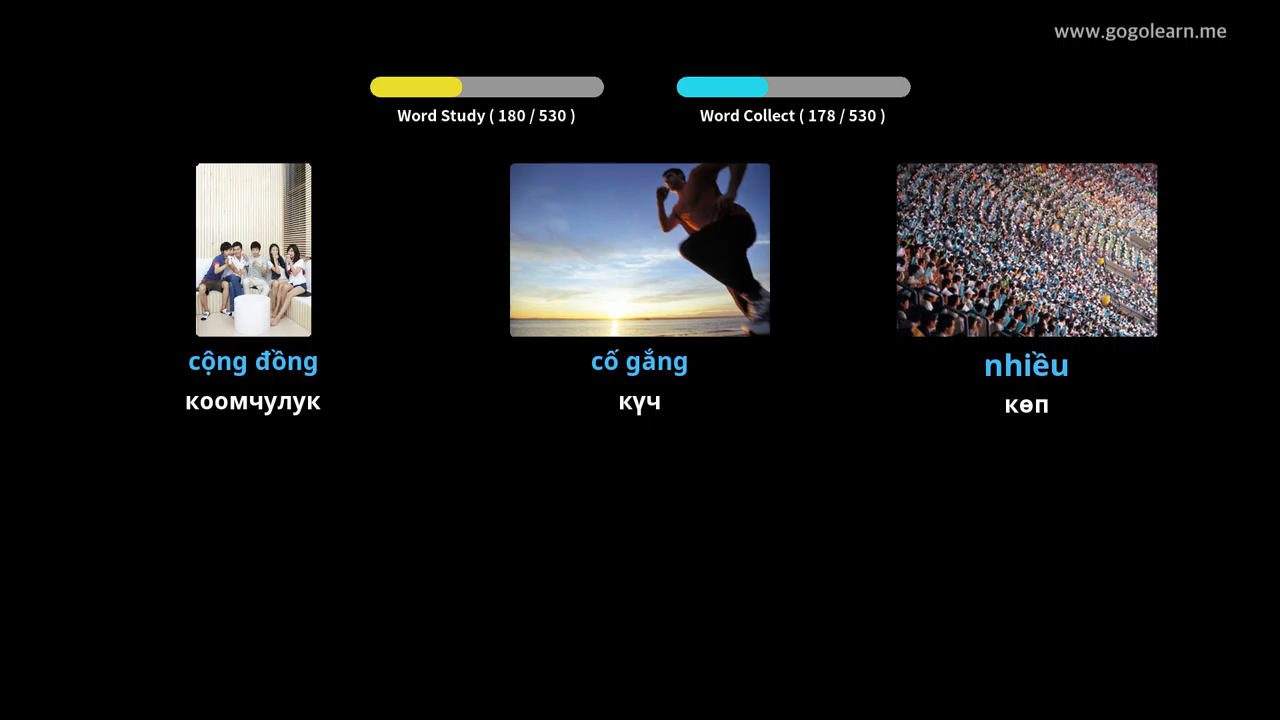 www.gogolearn.me
Word Study ( 180 / 530 )
Word Collect ( 178 / 530 )
cộng đồng
коомчулук
cố gắng
күч
nhiều
көп